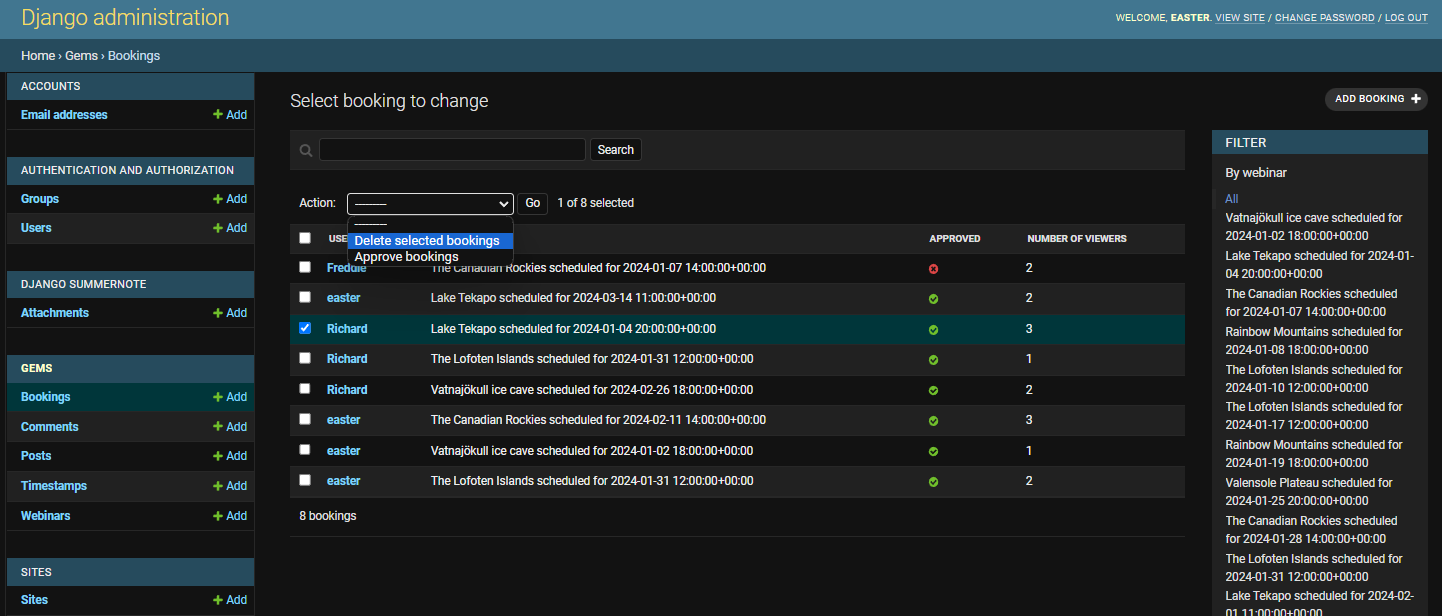 Django administration
WELCOME, EASTER. VIEW SITE / CHANGE PASSWORD / LOG OUT
Home › Gems › Bookings
ACCOUNTS
Email addresses + Add
AUTHENTICATION AND AUTHORIZATION
Groups + Add
Users + Add
DJANGO SUMMERNOTE
Attachments + Add
GEMS
Bookings + Add
Comments + Add
Posts + Add
Timestamps + Add
Webinars + Add
SITES
Sites + Add
Select booking to change
ADD BOOKING +
Search
Action: --------- Go 1 of 8 selected
---------
Delete selected bookings
Approve bookings
USE APPROVED NUMBER OF VIEWERS
Freddie The Canadian Rockies scheduled for 2024-01-07 14:00:00+00:00 2
easter Lake Tekapo scheduled for 2024-03-14 11:00:00+00:00 2
Richard Lake Tekapo scheduled for 2024-01-04 20:00:00+00:00 3
Richard The Lofoten Islands scheduled for 2024-01-31 12:00:00+00:00 1
Richard Vatnajökull ice cave scheduled for 2024-02-26 18:00:00+00:00 2
easter The Canadian Rockies scheduled for 2024-02-11 14:00:00+00:00 3
easter Vatnajökull ice cave scheduled for 2024-01-02 18:00:00+00:00 1
easter The Lofoten Islands scheduled for 2024-01-31 12:00:00+00:00 2
8 bookings
FILTER
By webinar
All
Vatnajökull ice cave scheduled for
2024-01-02 18:00:00+00:00
Lake Tekapo scheduled for 2024-01-
04 20:00:00+00:00
The Canadian Rockies scheduled
for 2024-01-07 14:00:00+00:00
Rainbow Mountains scheduled for
2024-01-08 18:00:00+00:00
The Lofoten Islands scheduled for
2024-01-10 12:00:00+00:00
The Lofoten Islands scheduled for
2024-01-17 12:00:00+00:00
Rainbow Mountains scheduled for
2024-01-19 18:00:00+00:00
Valensole Plateau scheduled for
2024-01-25 20:00:00+00:00
The Canadian Rockies scheduled
for 2024-01-28 14:00:00+00:00
The Lofoten Islands scheduled for
2024-01-31 12:00:00+00:00
Lake Tekapo scheduled for 2024-02-
01 11:00:00+00:00